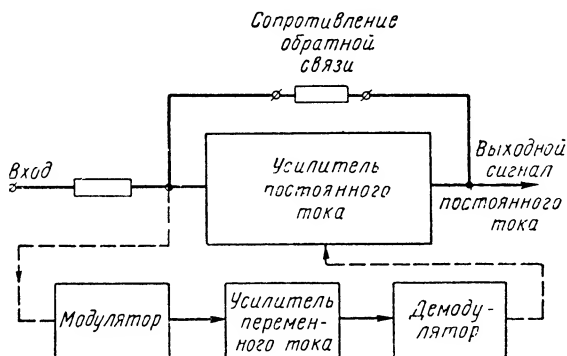 Сопротивление
обратной
связи
Вход
Усилитель
постоянного
тока
Выходной
сигнал
постоянного
тока
Модулятор
Усилитель
перемен-
ного тока
Демоду-
лятор